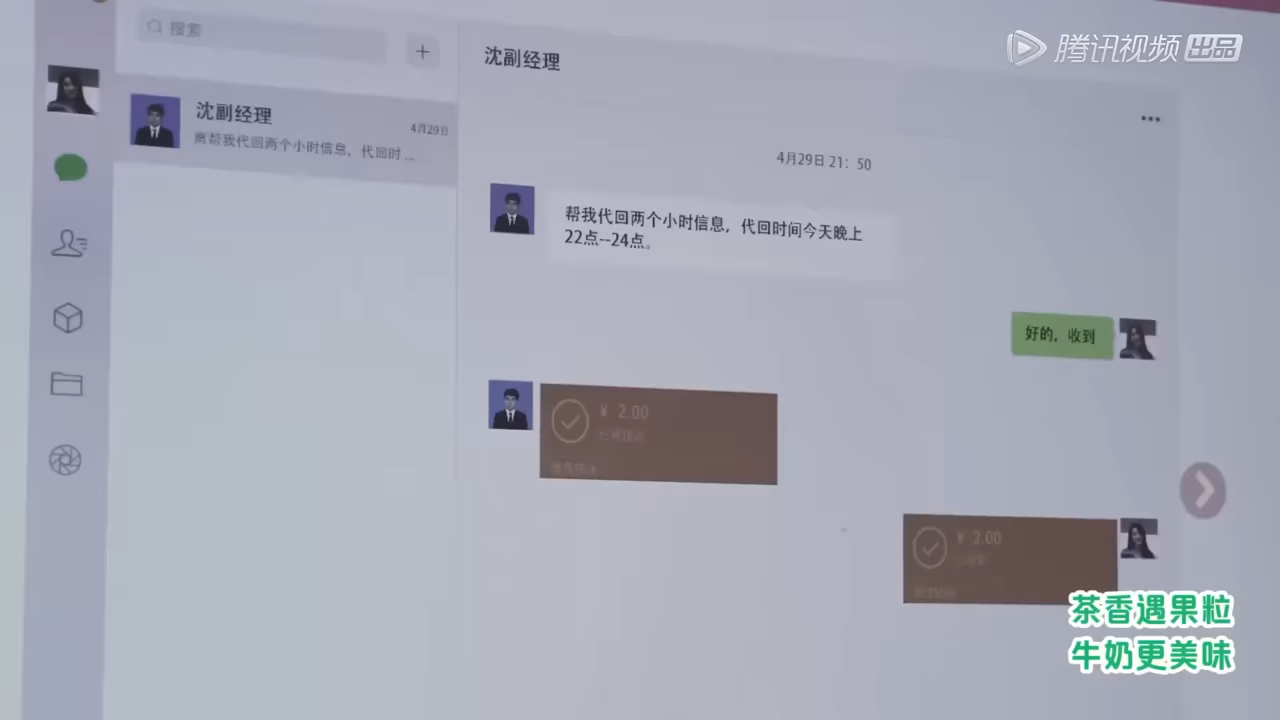 搜索
腾讯视频 出品
沈副经理
沈副经理
4月29日
帮我代回两个小时信息，代回时...
4月29日 21：50
帮我代回两个小时信息，代回时间今天晚上
22点--24点。
好的，收到
¥ 2.00
¥ 2.00
茶香遇果粒
牛奶更美味